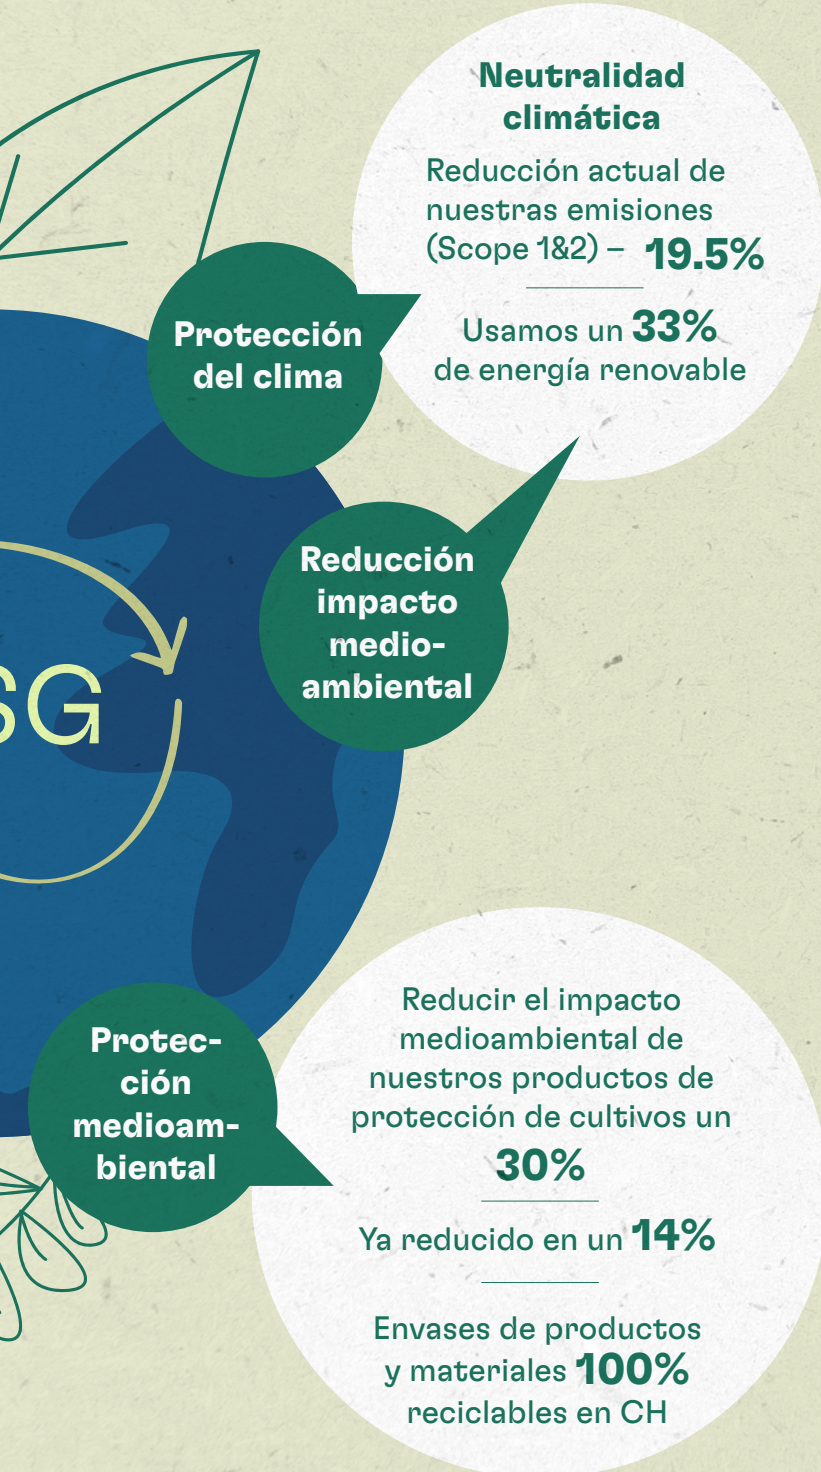 Neutralidad
climática
Reducción actual de
nuestras emisiones
(Scope 1&2) – 19.5%
Usamos un 33%
de energía renovable
Protección
del clima
Reducción
impacto
medio-
ambiental
SG
Protec-
ción
medioam-
biental
Reducir el impacto
medioambiental de
nuestros productos de
protección de cultivos un
30%
Ya reducido en un 14%
Envases de productos
y materiales 100%
reciclables en CH